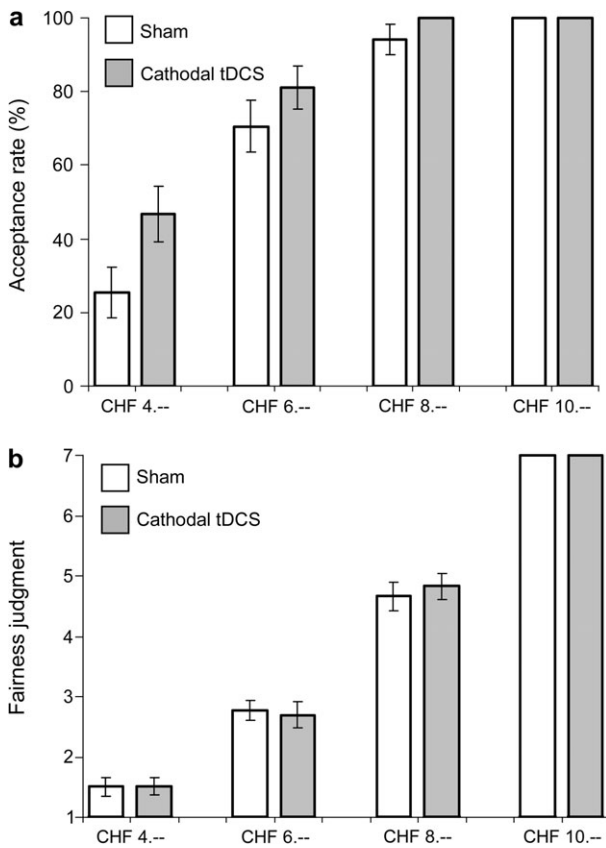 a
Sham
Cathodal tDCS
Acceptance rate (%)
100
80
60
40
20
0
CHF 4.-- CHF 6.-- CHF 8.-- CHF 10.--
b
Sham
Cathodal tDCS
Fairness judgment
7
6
5
4
3
2
1
CHF 4.-- CHF 6.-- CHF 8.-- CHF 10.--